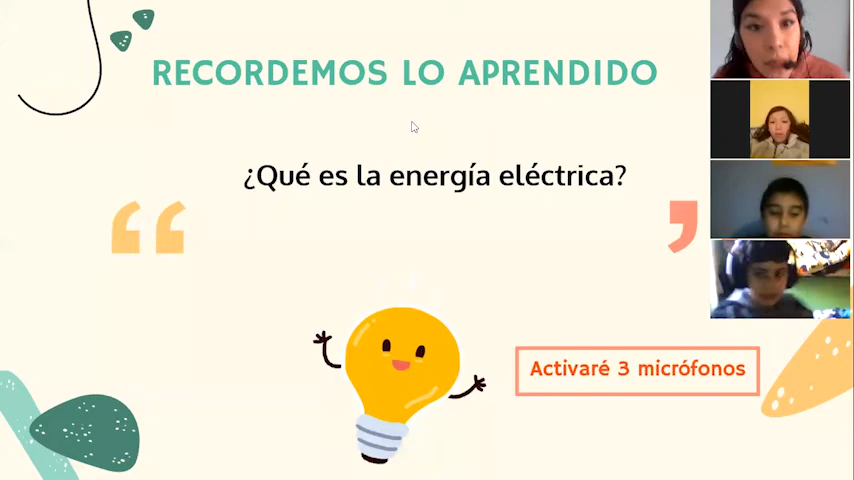 RECORDEMOS LO APRENDIDO
¿Qué es la energía eléctrica?
Activaré 3 micrófonos